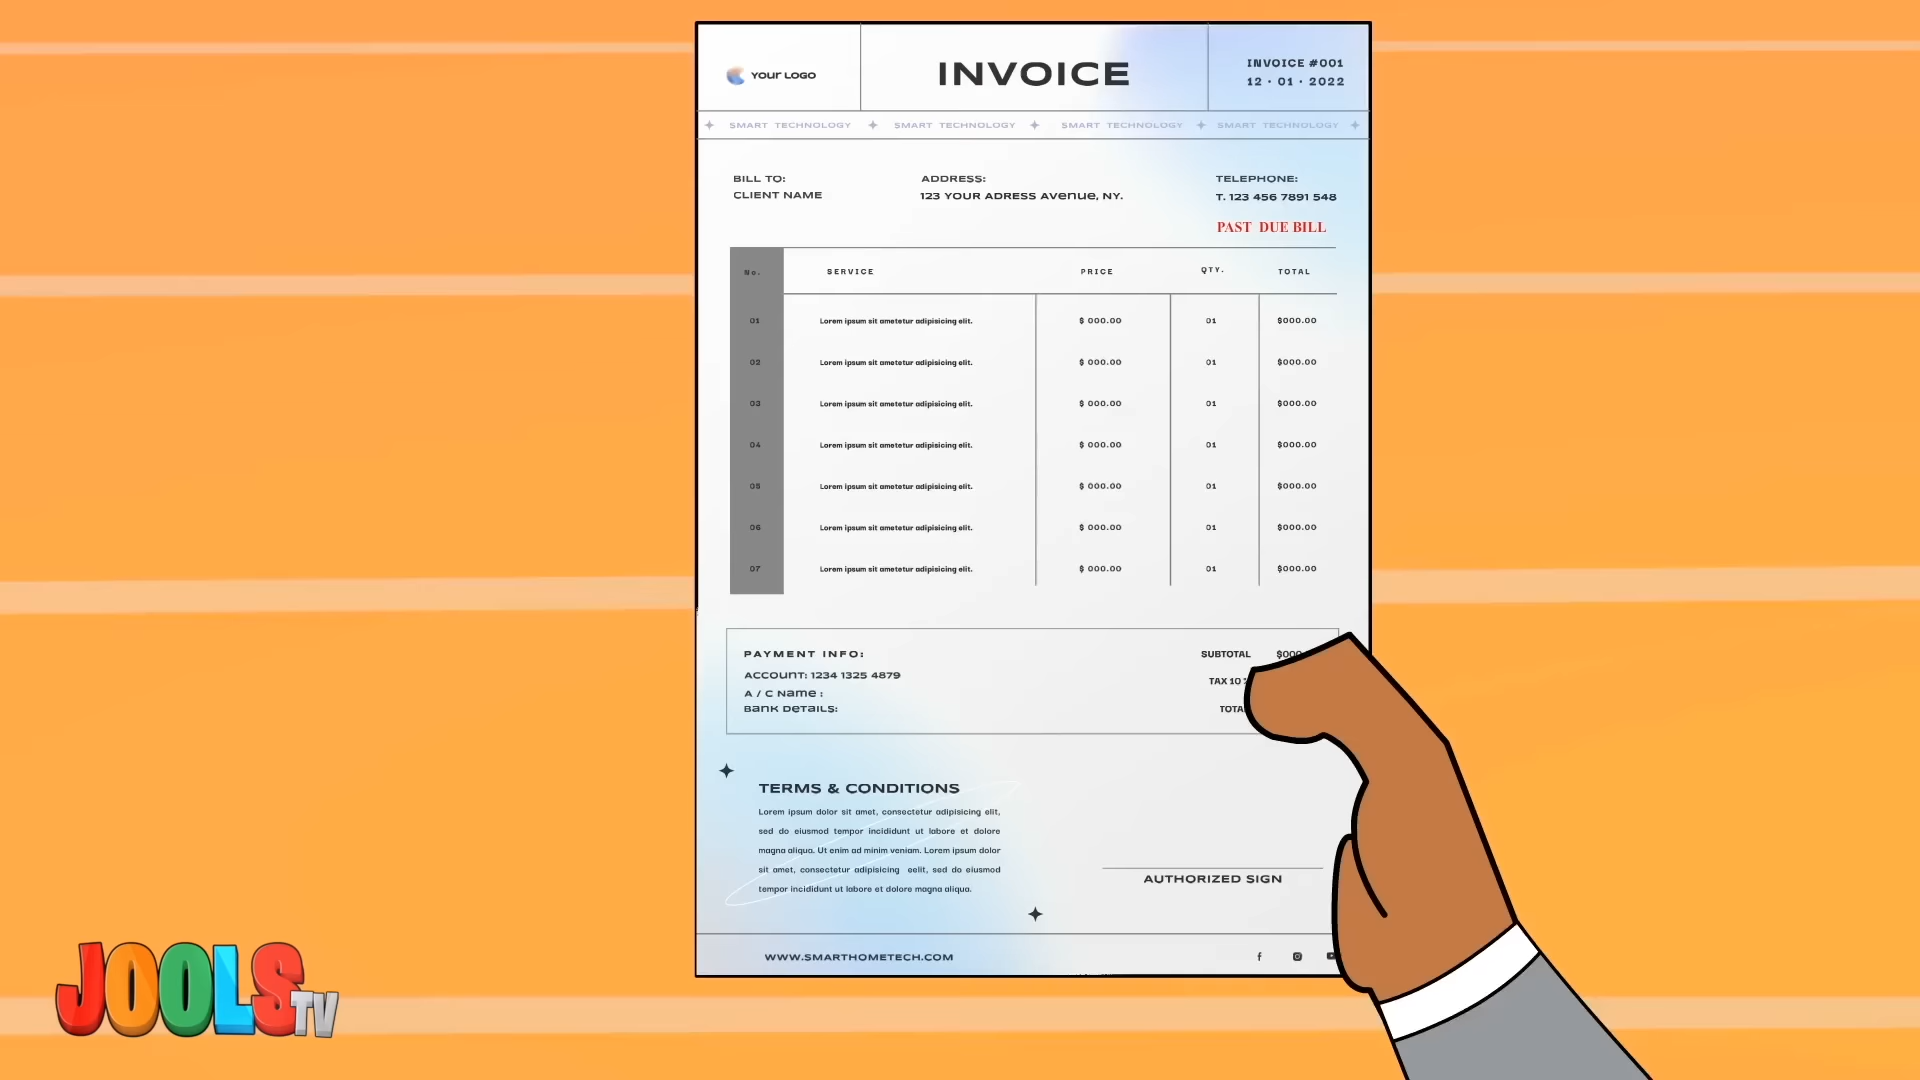 YOUR LOGO
INVOICE
INVOICE #001
12 · 01 · 2022
SMART TECHNOLOGY SMART TECHNOLOGY SMART TECHNOLOGY SMART TECHNOLOGY
BILL TO:
CLIENT NAME
ADDRESS:
123 YOUR ADRESS Avenue, NY.
TELEPHONE:
T. 123 456 7891 548
PAST DUE BILL
No. SERVICE PRICE QTY. TOTAL
01 Lorem ipsum sit ametetur adipisicing elit. $ 000.00 01 $000.00
02 Lorem ipsum sit ametetur adipisicing elit. $ 000.00 01 $000.00
03 Lorem ipsum sit ametetur adipisicing elit. $ 000.00 01 $000.00
04 Lorem ipsum sit ametetur adipisicing elit. $ 000.00 01 $000.00
05 Lorem ipsum sit ametetur adipisicing elit. $ 000.00 01 $000.00
06 Lorem ipsum sit ametetur adipisicing elit. $ 000.00 01 $000.00
07 Lorem ipsum sit ametetur adipisicing elit. $ 000.00 01 $000.00
PAYMENT INFO:
Account: 1234 1325 4879
A / C Name :
Bank Details:
SUBTOTAL $000
TAX 10
TOTA
TERMS & CONDITIONS
Lorem ipsum dolor sit amet, consectetur adipisicing elit,
sed do eiusmod tempor incididunt ut labore et dolore
magna aliqua. Ut enim ad minim veniam. Lorem ipsum dolor
sit amet, consectetur adipisicing eelit, sed do eiusmod
tempor incididunt ut labore et dolore magna aliqua.
AUTHORIZED SIGN
WWW.SMARTHOMETECH.COM
JOOLS TV